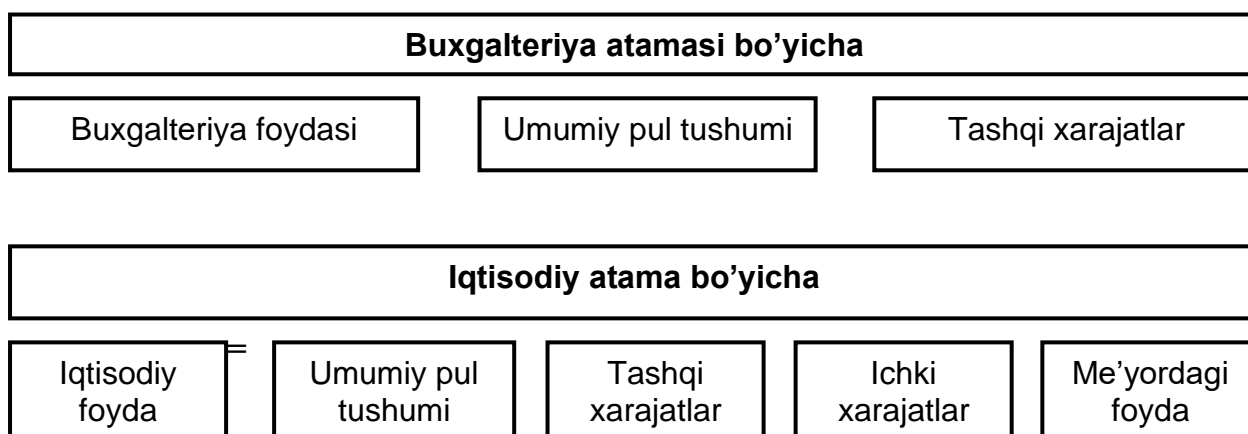 Buxgalteriya atamasi bo’yicha
Buxgalteriya foydasi
Umumiy pul tushumi
Tashqi xarajatlar
Iqtisodiy atama bo’yicha
Iqtisodiy
foyda
=
Umumiy pul
tushumi
Tashqi
xarajatlar
Ichki
xarajatlar
Me’yordagi
foyda